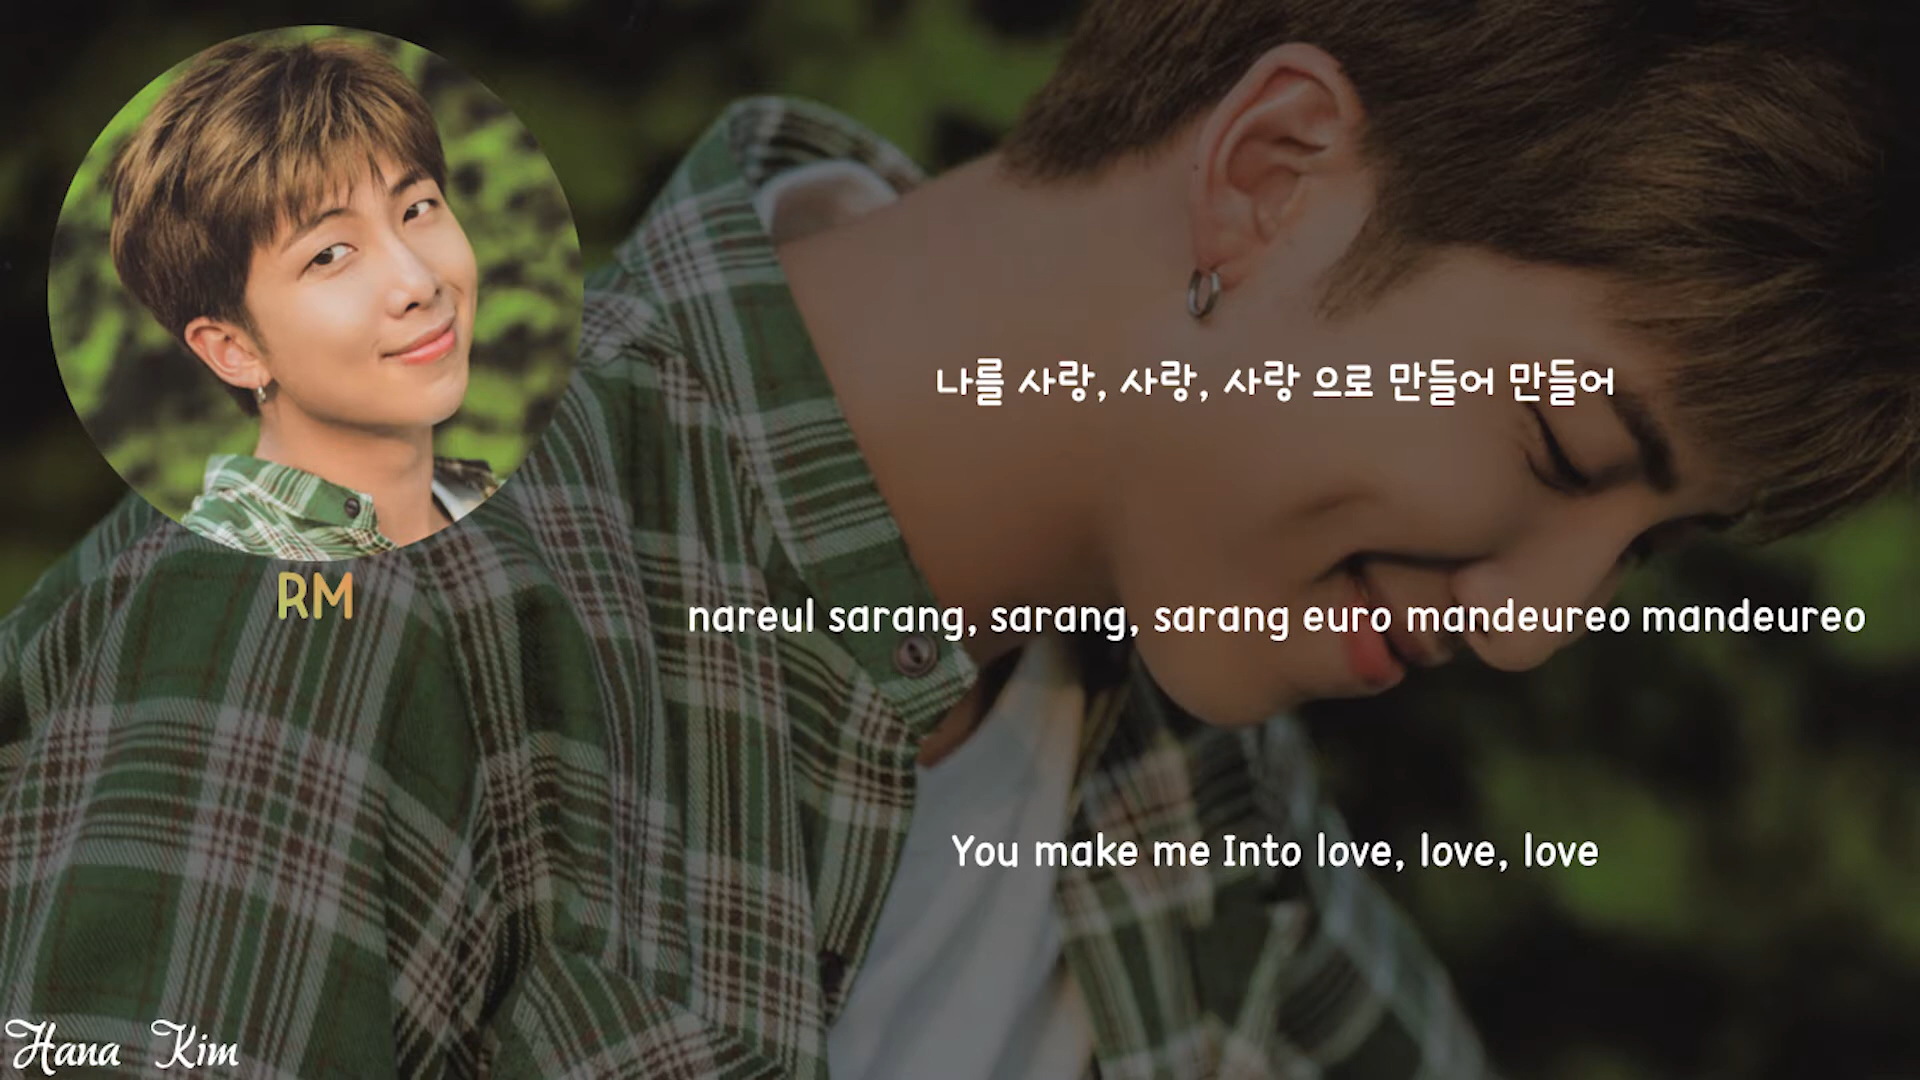 RM
나를 사랑, 사랑, 사랑 으로 만들어 만들어
nareul sarang, sarang, sarang euro mandeureo mandeureo
You make me Into love, love, love
Hana Kim